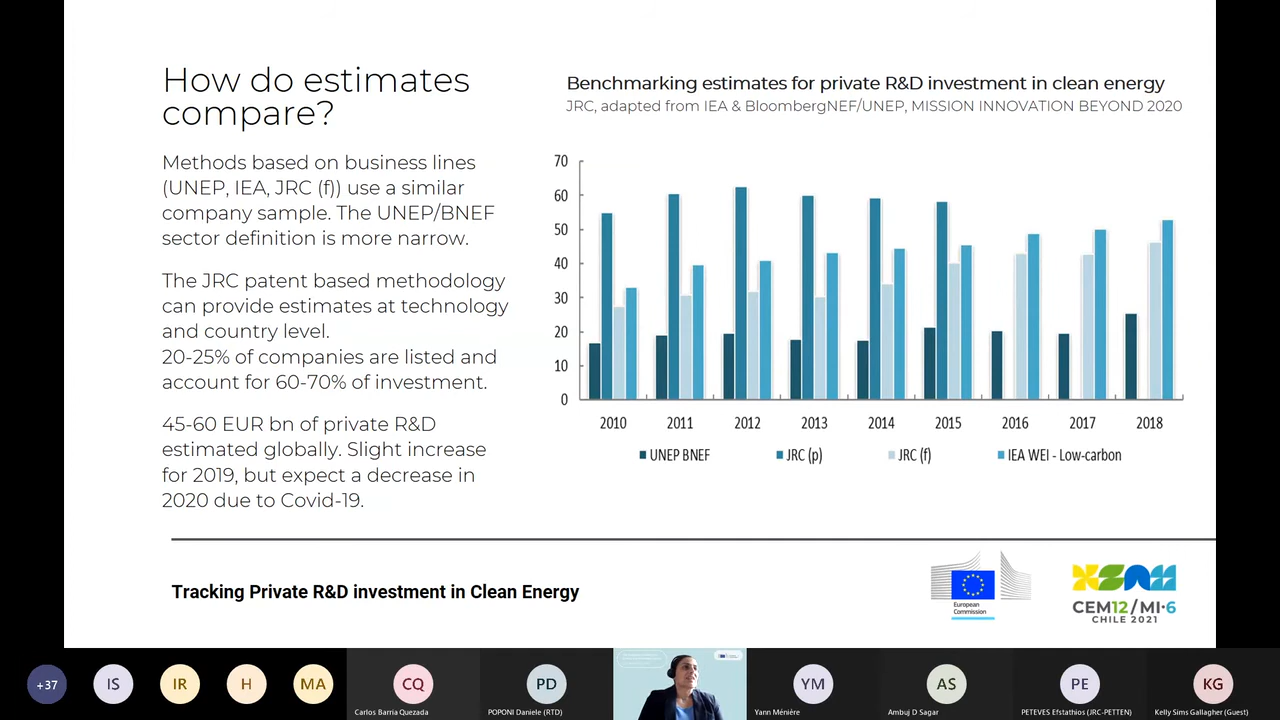 How do estimates
compare?
Methods based on business lines
(UNEP, IEA, JRC (f)) use a similar
company sample. The UNEP/BNEF
sector definition is more narrow.
The JRC patent based methodology
can provide estimates at technology
and country level.
20-25% of companies are listed and
account for 60-70% of investment.
45-60 EUR bn of private R&D
estimated globally. Slight increase
for 2019, but expect a decrease in
2020 due to Covid-19.
Benchmarking estimates for private R&D investment in clean energy
JRC, adapted from IEA & BloombergNEF/UNEP, MISSION INNOVATION BEYOND 2020
70
60
50
40
30
20
10
0
2010 2011 2012 2013 2014 2015 2016 2017 2018
UNEP BNEF JRC (p) JRC (f) IEA WEI - Low-carbon
Tracking Private R&D investment in Clean Energy
European
Commission
CEM12/MI·6
CHILE 2021
+37 IS IR H MA CQ PD YM AS PE KG
Carlos Barría Quezada POPONI Daniele (RTD) Yann Ménière Ambuj D Sagar PETEVES Efstathios (JRC-PETTEN) Kelly Sims Gallagher (Guest)